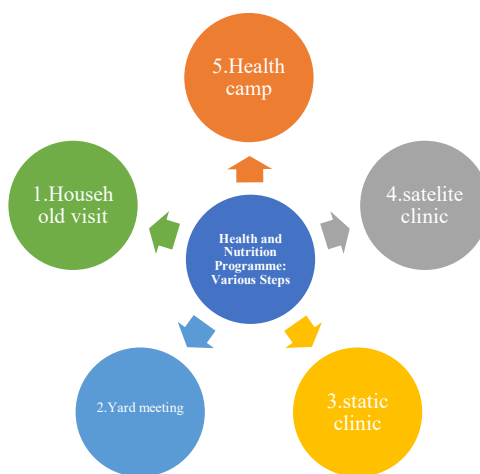 5.Health
camp
1.Househ
old visit
4.satelite
clinic
Health and
Nutrition
Programme:
Various Steps
2.Yard meeting
3.static
clinic